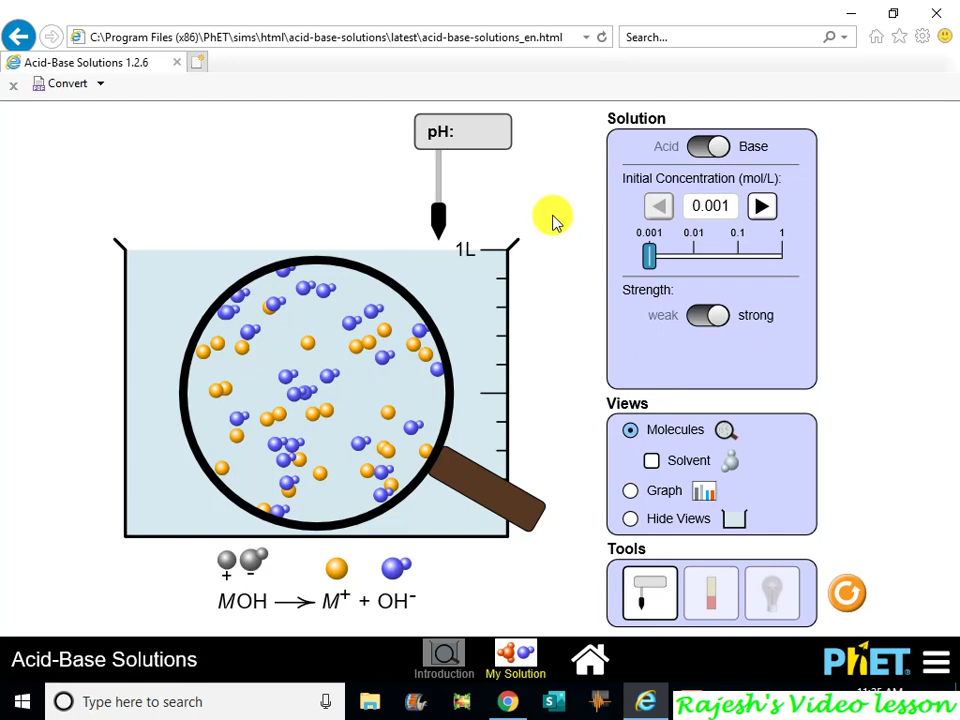 C:\Program Files (x86)\PhET\sims\html\acid-base-solutions\latest\acid-base-solutions_en.html
Search...
Acid-Base Solutions 1.2.6
Convert
pH:
1L
MOH → M+ + OH-
+ -
Solution
Acid Base
Initial Concentration (mol/L):
0.001
0.001 0.01 0.1 1
Strength:
weak strong
Views
Molecules
Solvent
Graph
Hide Views
Tools
Acid-Base Solutions
Introduction
My Solution
PhET
Type here to search
Rajesh's Video lesson